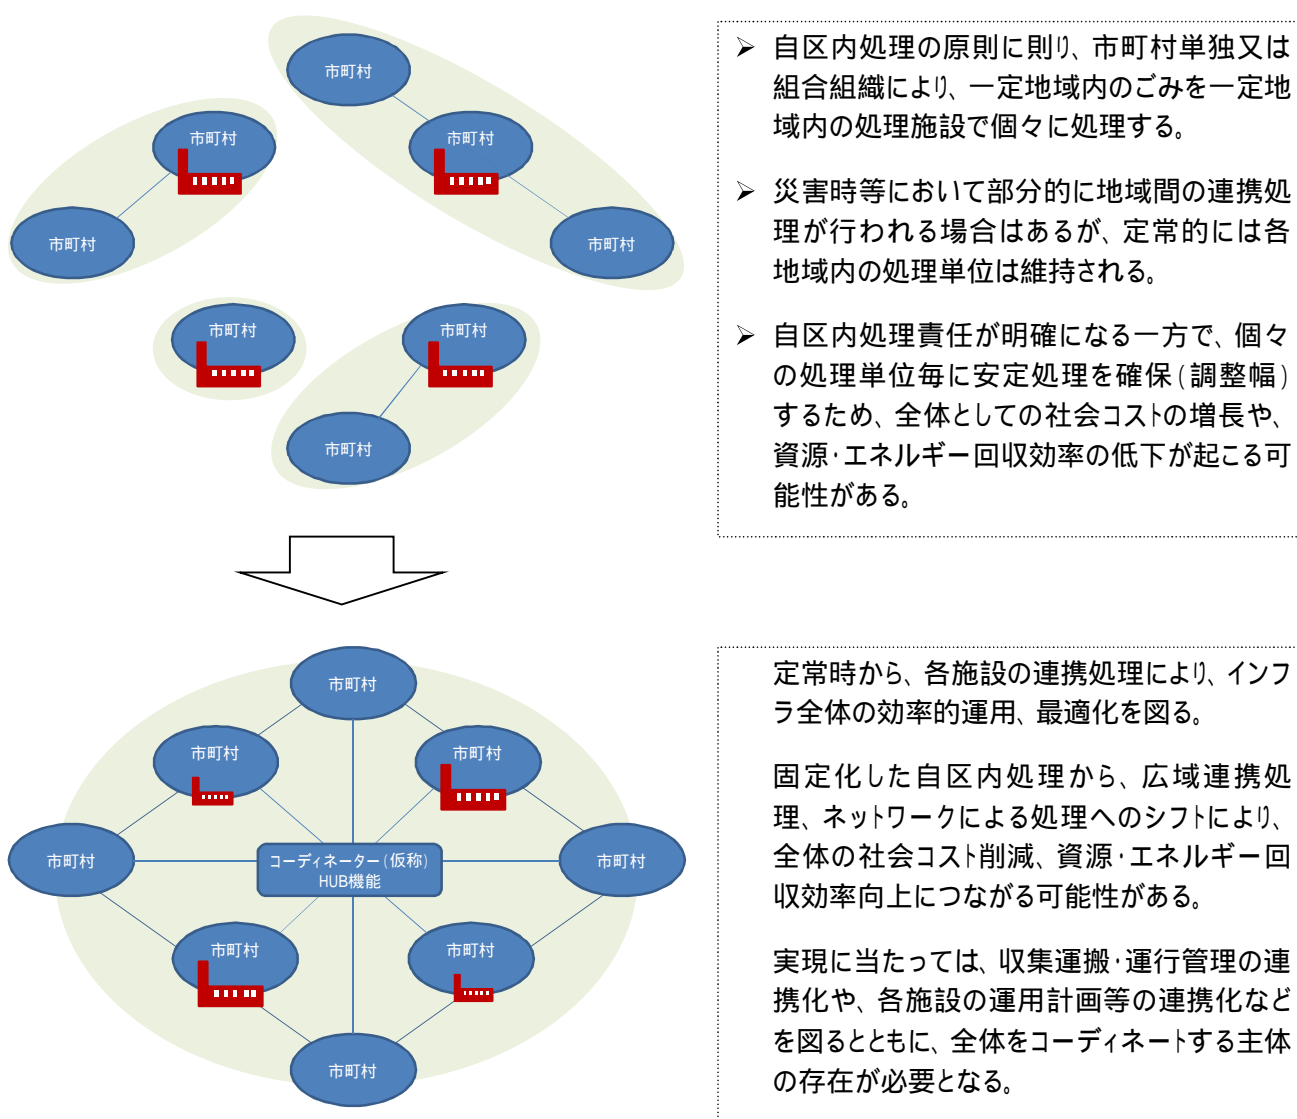 市町村
市町村
市町村
市町村
市町村
市町村
市町村
市町村
➢ 自区内処理の原則に則り、市町村単独又は
組合組織により、一定地域内のごみを一定地
域内の処理施設で個々に処理する。
➢ 災害時等において部分的に地域間の連携処
理が行われる場合はあるが、定常的には各
地域内の処理単位は維持される。
➢ 自区内処理責任が明確になる一方で、個々
の処理単位毎に安定処理を確保(調整幅)
するため、全体としての社会コストの増長や、
資源・エネルギー回収効率の低下が起こる可
能性がある。
市町村
市町村
市町村
市町村
コーディネーター(仮称)
HUB機能
市町村
市町村
市町村
市町村
定常時から、各施設の連携処理により、インフ
ラ全体の効率的運用、最適化を図る。
固定化した自区内処理から、広域連携処
理、ネットワークによる処理へのシフトにより、
全体の社会コスト削減、資源・エネルギー回
収効率向上につながる可能性がある。
実現に当たっては、収集運搬・運行管理の連
携化や、各施設の運用計画等の連携化など
を図るとともに、全体をコーディネートする主体
の存在が必要となる。